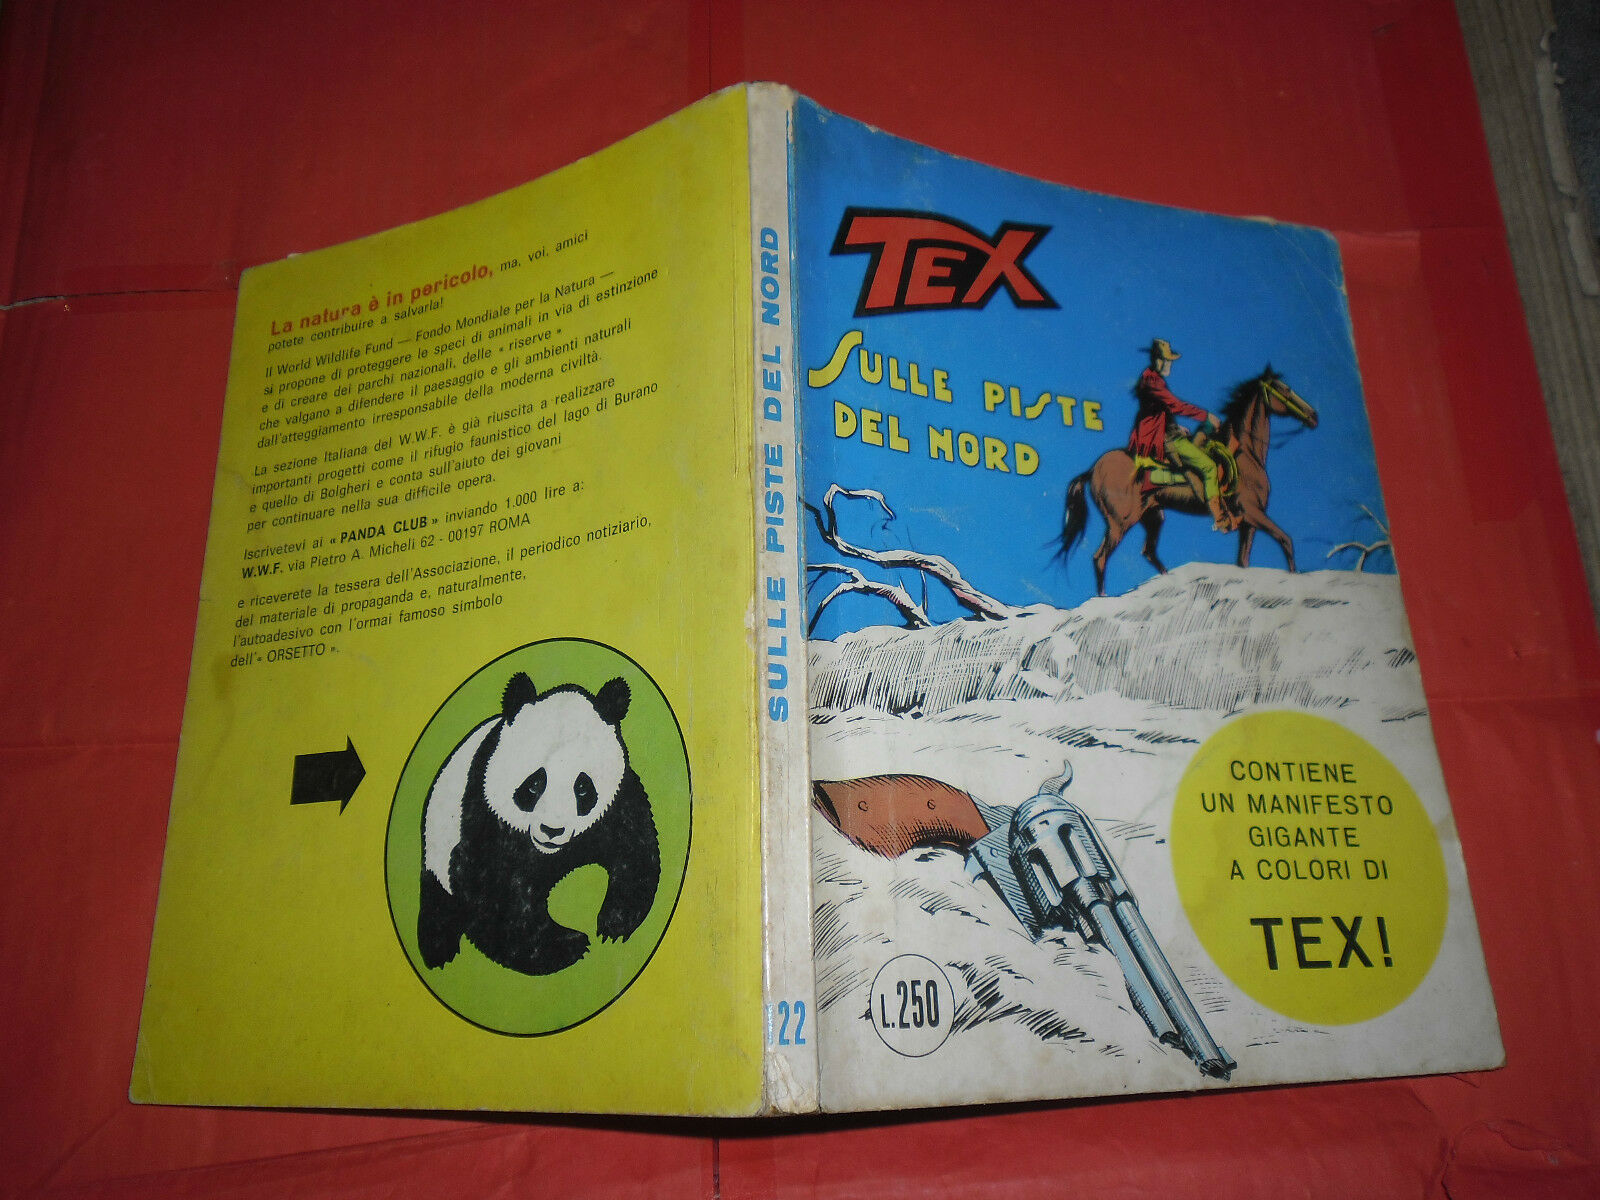 La natura è in pericolo, ma, voi, amici
potete contribuire a salvarla!
Il World Wildlife Fund — Fondo Mondiale per la Natura —
si propone di proteggere le speci di animali in via di estinzione
e di creare dei parchi nazionali, delle « riserve »
che valgano a difendere il paesaggio e gli ambienti naturali
dall'atteggiamento irresponsabile della moderna civiltà.
La sezione Italiana del W.W.F. è già riuscita a realizzare
importanti progetti come il rifugio faunistico del lago di Burano
e quello di Bolgheri e conta sull'aiuto dei giovani
per continuare nella sua difficile opera.
Iscrivetevi ai « PANDA CLUB » inviando 1.000 lire a:
W.W.F. via Pietro A. Micheli 62 - 00197 ROMA
e riceverete la tessera dell'Associazione, il periodico notiziario,
del materiale di propaganda e, naturalmente,
l'autoadesivo con l'ormai famoso simbolo
dell'« ORSETTO ».
SULLE PISTE DEL NORD
122
TEX
SULLE PISTE
DEL NORD
CONTIENE
UN MANIFESTO
GIGANTE
A COLORI DI
TEX!
L.250